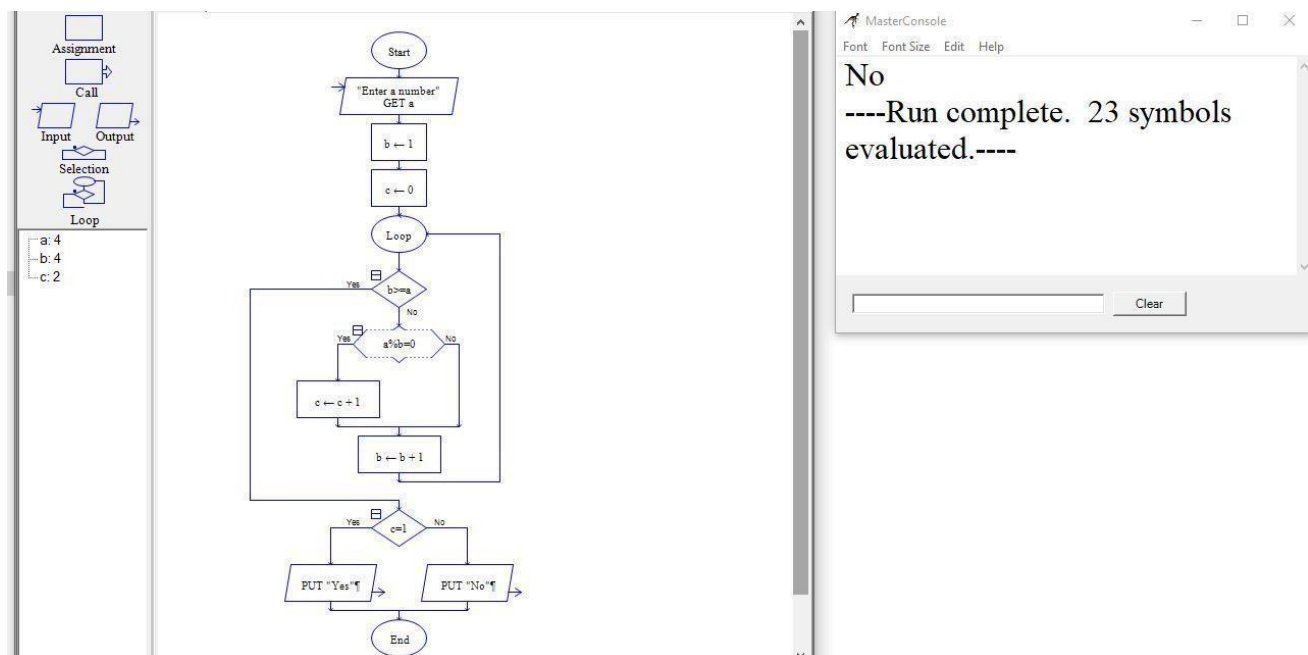 Assignment
Call
Input Output
Selection
Loop
a: 4
b: 4
c: 2
Start
"Enter a number"
GET a
b ← 1
c ← 0
Loop
b>=a
Yes
No
a%b=0
Yes
No
c ← c + 1
b ← b + 1
c=1
Yes
No
PUT "Yes"¶
PUT "No"¶
End
MasterConsole
Font Font Size Edit Help
No
----Run complete. 23 symbols
evaluated.----
Clear